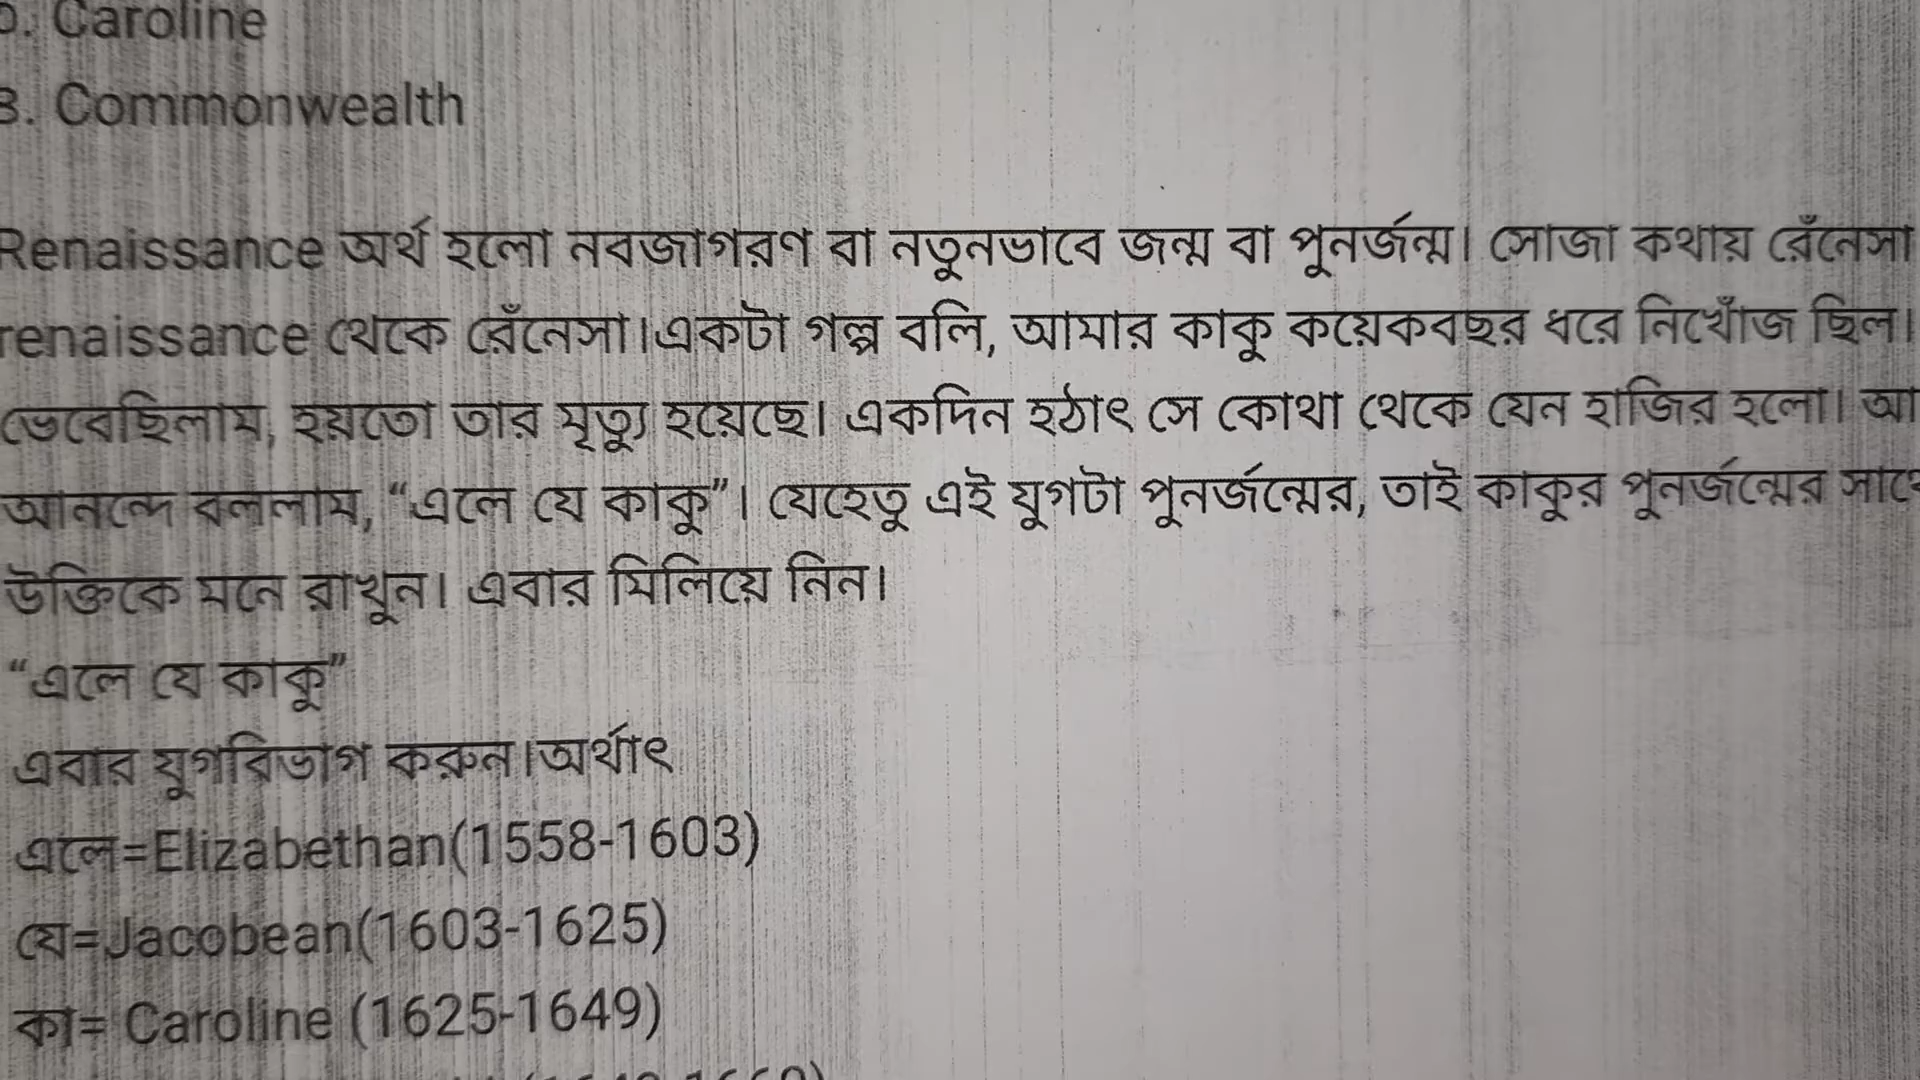 . Caroline
3. Commonwealth
Renaissance অর্থ হলো নবজাগরণ বা নতুনভাবে জন্ম বা পুনর্জন্ম। সোজা কথায় রেঁনেসা
renaissance থেকে রেঁনেসা।একটা গল্প বলি, আমার কাকু কয়েকবছর ধরে নিখোঁজ ছিল।
ভেবেছিলাম, হয়তো তার মৃত্যু হয়েছে। একদিন হঠাৎ সে কোথা থেকে যেন হাজির হলো। আ
আনন্দে বললাম, “এলে যে কাকু”। যেহেতু এই যুগটা পুনর্জন্মের, তাই কাকুর পুনর্জন্মের
উক্তিকে মনে রাখুন। এবার মিলিয়ে নিন।
“এলে যে কাকু”
এবার যুগবিভাগ করুন।অর্থাৎ
এলে=Elizabethan(1558-1603)
যে=Jacobean(1603-1625)
কা= Caroline (1625-1649)